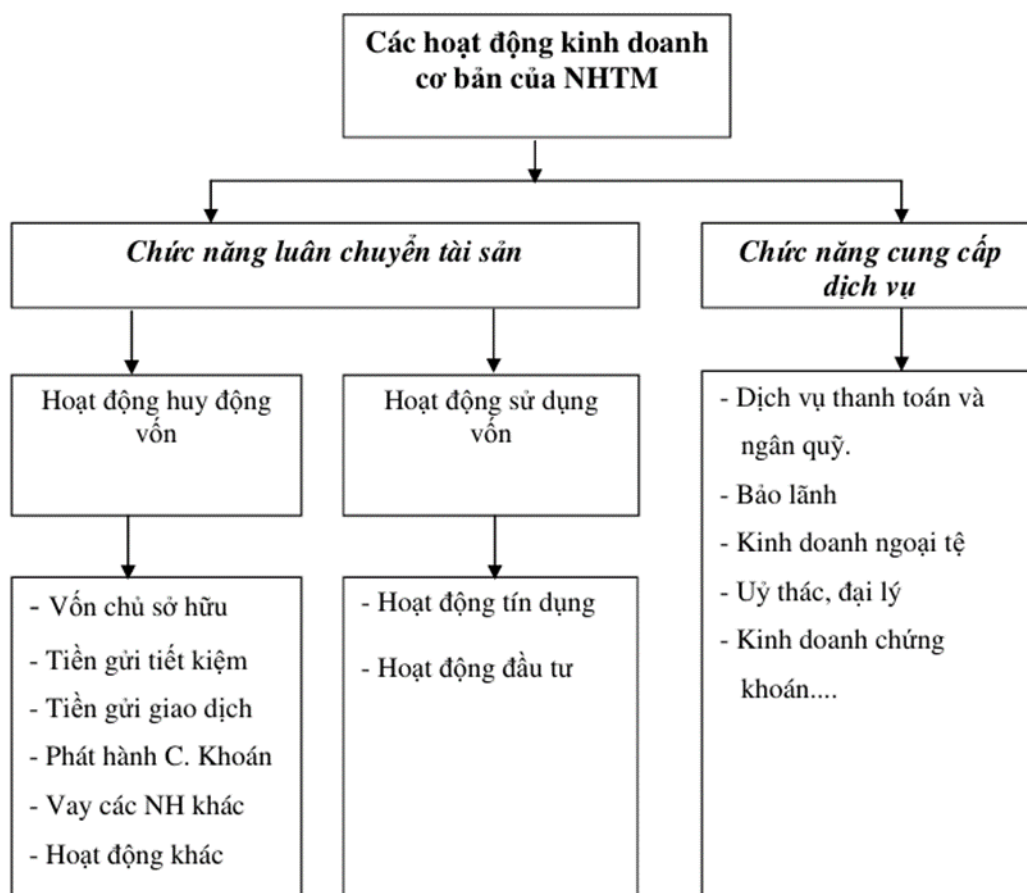 Các hoạt động kinh doanh
cơ bản của NHTM
Chức năng luân chuyển tài sản
Chức năng cung cấp
dịch vụ
Hoạt động huy động
vốn
Hoạt động sử dụng
vốn
- Dịch vụ thanh toán và
ngân quỹ.
- Bảo lãnh
- Kinh doanh ngoại tệ
- Uỷ thác, đại lý
- Kinh doanh chứng
khoán....
- Vốn chủ sở hữu
- Tiền gửi tiết kiệm
- Tiền gửi giao dịch
- Phát hành C. Khoán
- Vay các NH khác
- Hoạt động khác
- Hoạt động tín dụng
- Hoạt động đầu tư